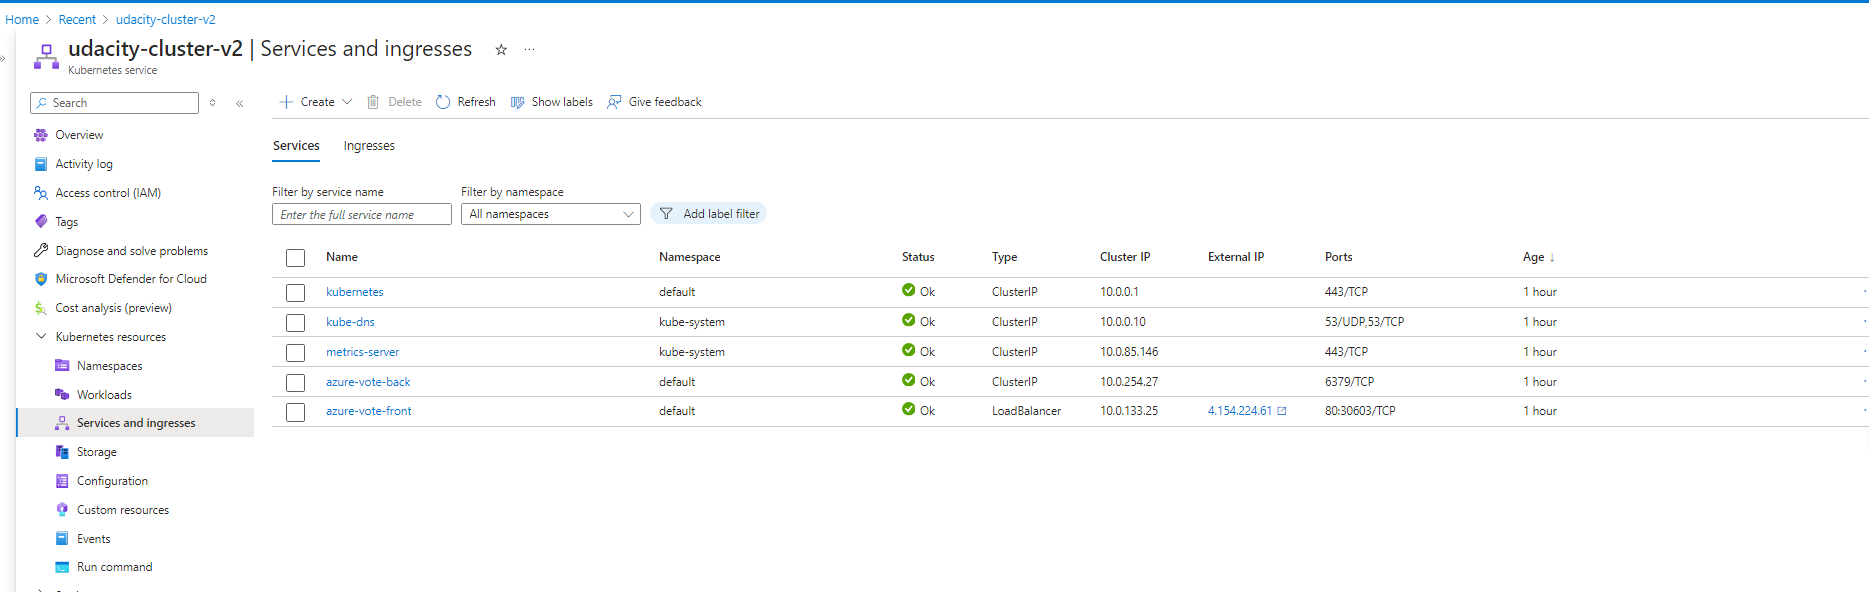 Home > Recent > udacity-cluster-v2
udacity-cluster-v2 | Services and ingresses ☆ ...
Kubernetes service
Search
Create Delete Refresh Show labels Give feedback
Overview
Activity log
Access control (IAM)
Tags
Diagnose and solve problems
Microsoft Defender for Cloud
Cost analysis (preview)
Kubernetes resources
Namespaces
Workloads
Services and ingresses
Storage
Configuration
Custom resources
Events
Run command
Services Ingresses
Filter by service name Filter by namespace
Enter the full service name All namespaces Add label filter
Name Namespace Status Type Cluster IP External IP Ports Age ↓
kubernetes default Ok ClusterIP 10.0.0.1 443/TCP 1 hour
kube-dns kube-system Ok ClusterIP 10.0.0.10 53/UDP,53/TCP 1 hour
metrics-server kube-system Ok ClusterIP 10.0.85.146 443/TCP 1 hour
azure-vote-back default Ok ClusterIP 10.0.254.27 6379/TCP 1 hour
azure-vote-front default Ok LoadBalancer 10.0.133.25 4.154.224.61 80:30603/TCP 1 hour